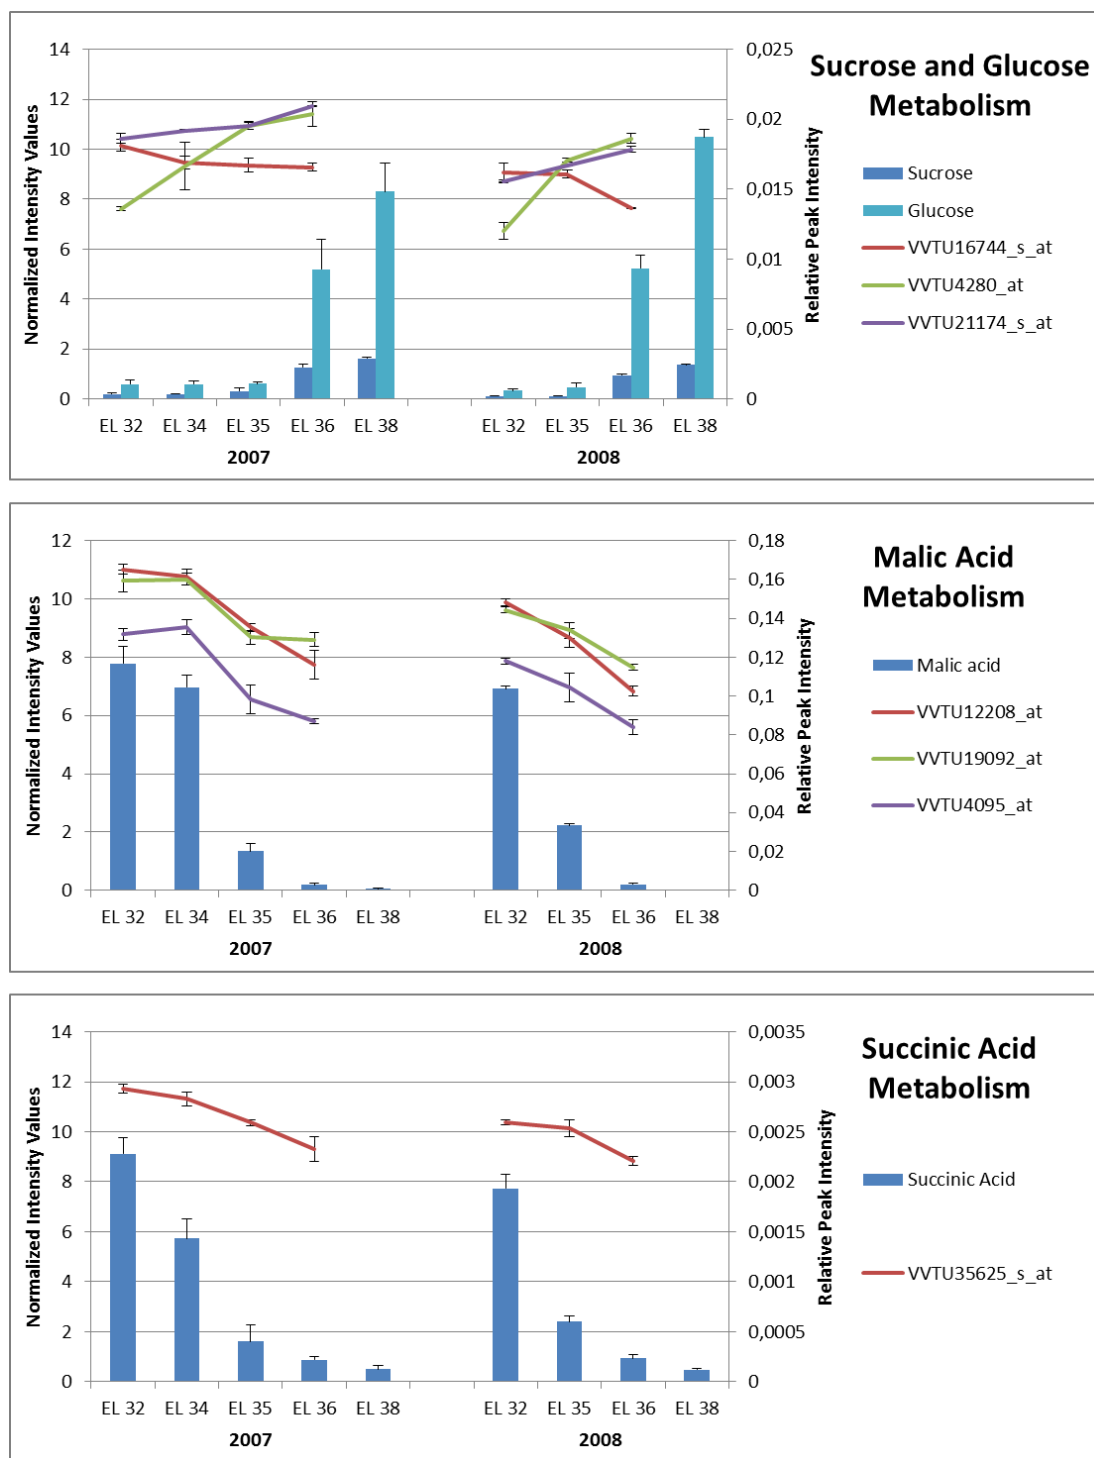 Sucrose and Glucose
Metabolism
Normalized Intensity Values
14
12
10
8
6
4
2
0
0,025
0,02
0,015
0,01
0,005
0
Relative Peak Intensity
Sucrose
Glucose
VVTU16744_s_at
VVTU4280_at
VVTU21174_s_at
EL 32 EL 34 EL 35 EL 36 EL 38 EL 32 EL 35 EL 36 EL 38
2007 2008
Malic Acid
Metabolism
Normalized Intensity Values
12
10
8
6
4
2
0
0,18
0,16
0,14
0,12
0,1
0,08
0,06
0,04
0,02
0
Relative Peak Intensity
Malic acid
VVTU12208_at
VVTU19092_at
VVTU4095_at
EL 32 EL 34 EL 35 EL 36 EL 38 EL 32 EL 35 EL 36 EL 38
2007 2008
Succinic Acid
Metabolism
Normalized Intensity Values
14
12
10
8
6
4
2
0
0,0035
0,003
0,0025
0,002
0,0015
0,001
0,0005
0
Relative Peak Intensity
Succinic Acid
VVTU35625_s_at
EL 32 EL 34 EL 35 EL 36 EL 38 EL 32 EL 35 EL 36 EL 38
2007 2008